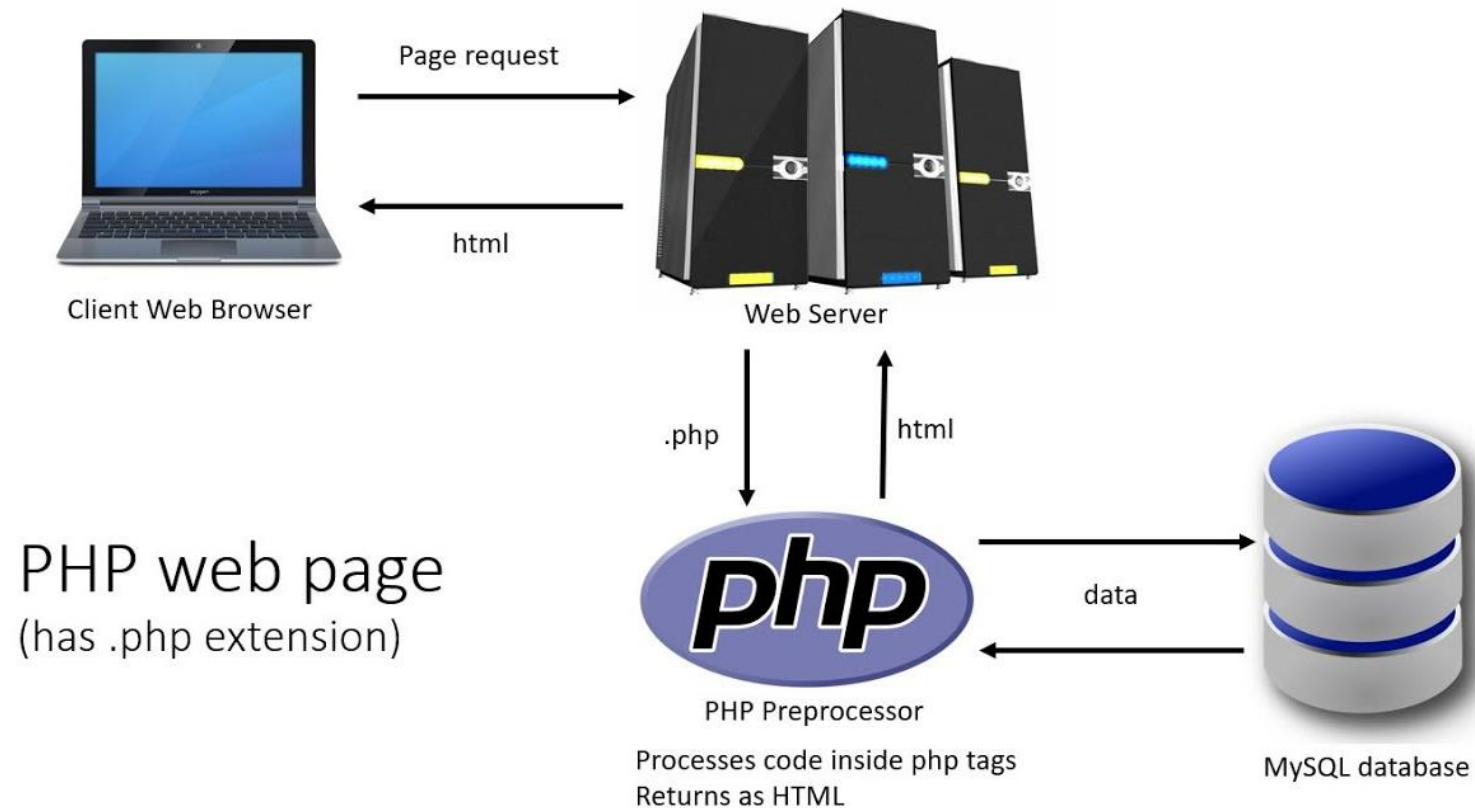 Page request
html
Client Web Browser
Web Server
.php
html
PHP web page
(has .php extension)
php
data
PHP Preprocessor
Processes code inside php tags
Returns as HTML
MySQL database